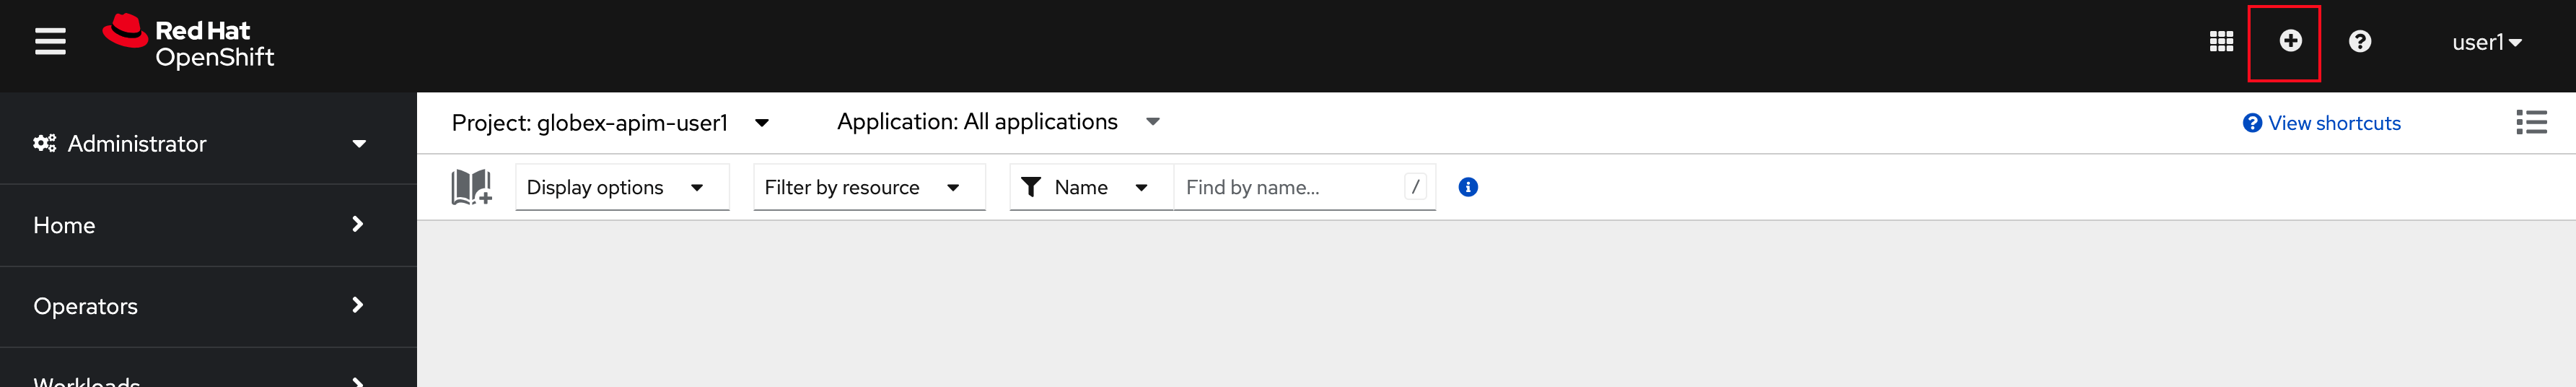 Red Hat
OpenShift
user1
Administrator
Project: globex-apim-user1
Application: All applications
View shortcuts
Display options
Filter by resource
Name
Find by name...
/
Home
Operators
Workloads